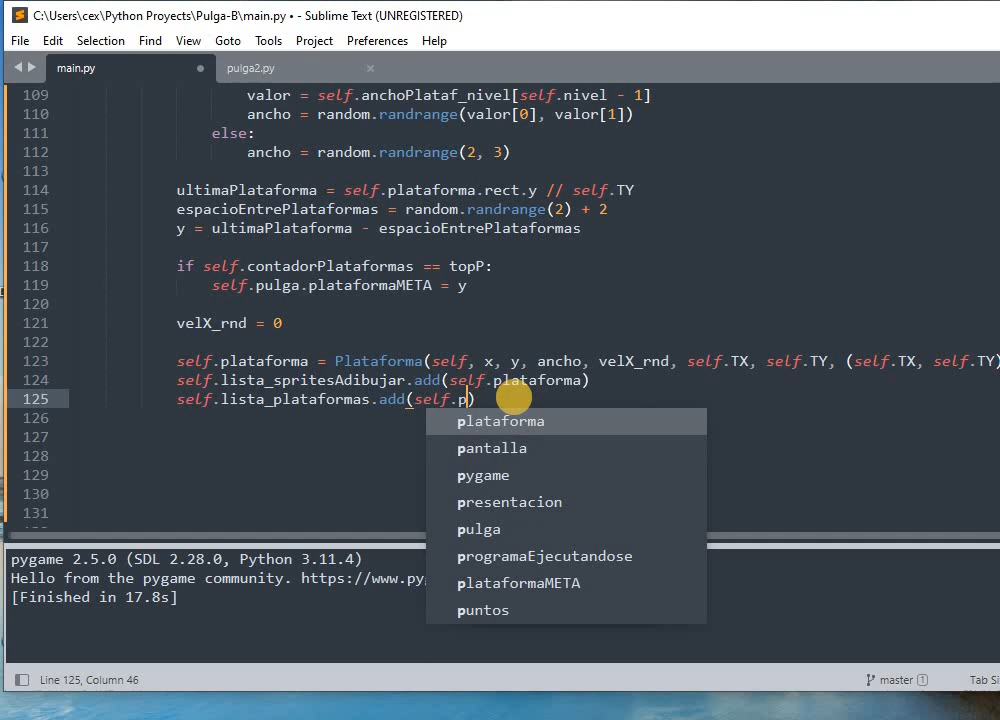 C:\Users\cex\Python Proyects\Pulga-B\main.py • - Sublime Text (UNREGISTERED)
File Edit Selection Find View Goto Tools Project Preferences Help
main.py pulga2.py
109 valor = self.anchoPlataf_nivel[self.nivel - 1]
110 ancho = random.randrange(valor[0], valor[1])
111 else:
112 ancho = random.randrange(2, 3)
113
114 ultimaPlataforma = self.plataforma.rect.y // self.TY
115 espacioEntrePlataformas = random.randrange(2) + 2
116 y = ultimaPlataforma - espacioEntrePlataformas
117
118 if self.contadorPlataformas == topP:
119 self.pulga.plataformaMETA = y
120
121 velX_rnd = 0
122
123 self.plataforma = Plataforma(self, x, y, ancho, velX_rnd, self.TX, self.TY, (self.TX, self.TY)
124 self.lista_spritesAdibujar.add(self.plataforma)
125 self.lista_plataformas.add(self.p)
126
127
128
129
130
131
plataforma
pantalla
pygame
presentacion
pulga
programaEjecutandose
plataformaMETA
puntos
pygame 2.5.0 (SDL 2.28.0, Python 3.11.4)
Hello from the pygame community. https://www.pyg
[Finished in 17.8s]
Line 125, Column 46 master 1 Tab Si